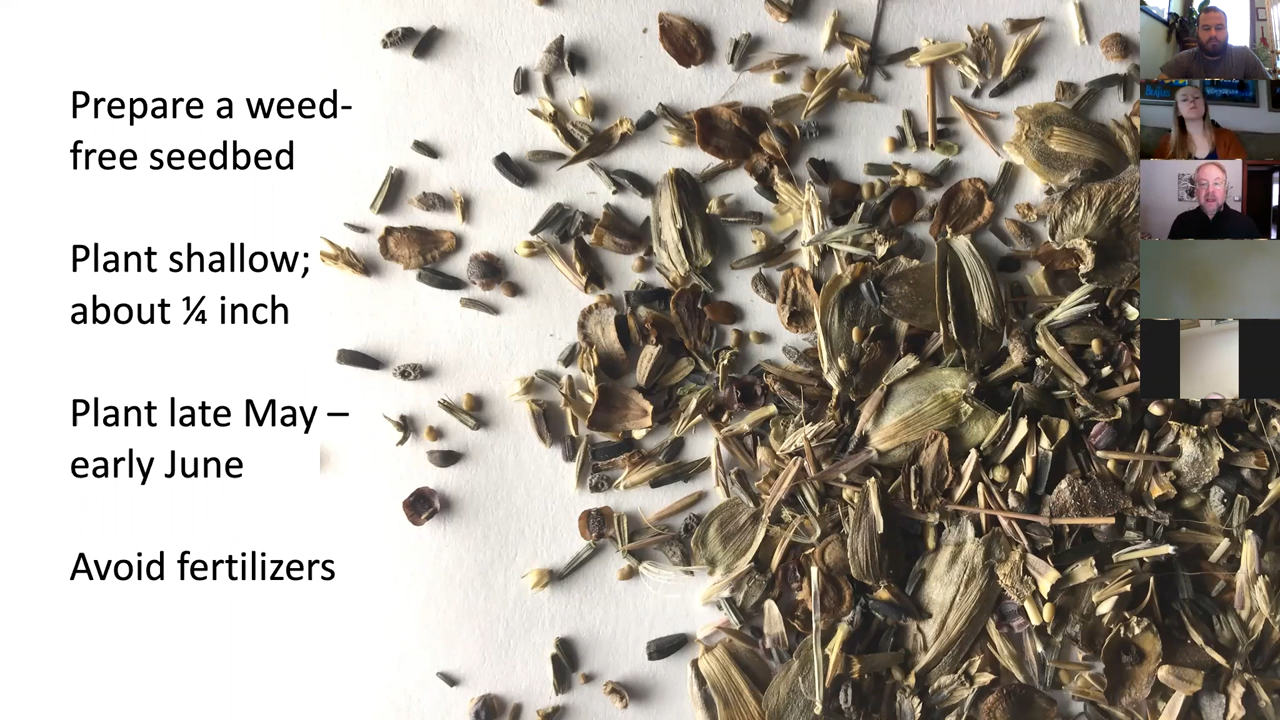 Prepare a weed-
free seedbed
Plant shallow;
about ¼ inch
Plant late May –
early June
Avoid fertilizers